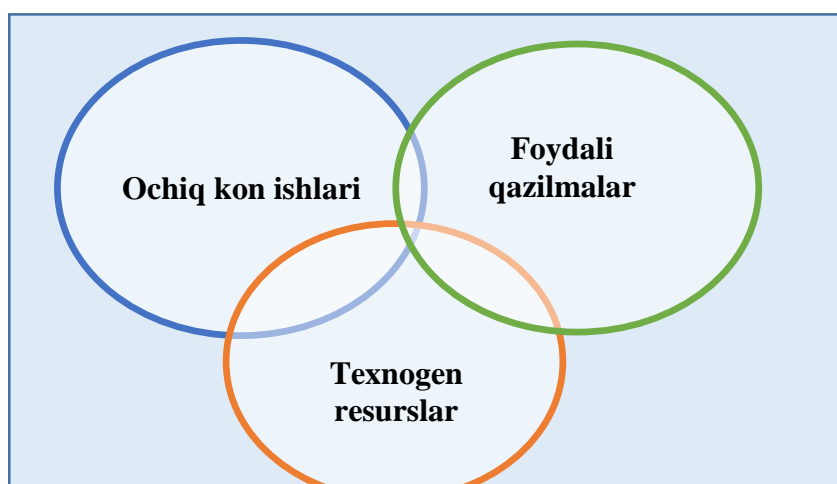 Ochiq kon ishlari
Foydali
qazilmalar
Texnogen
resurslar